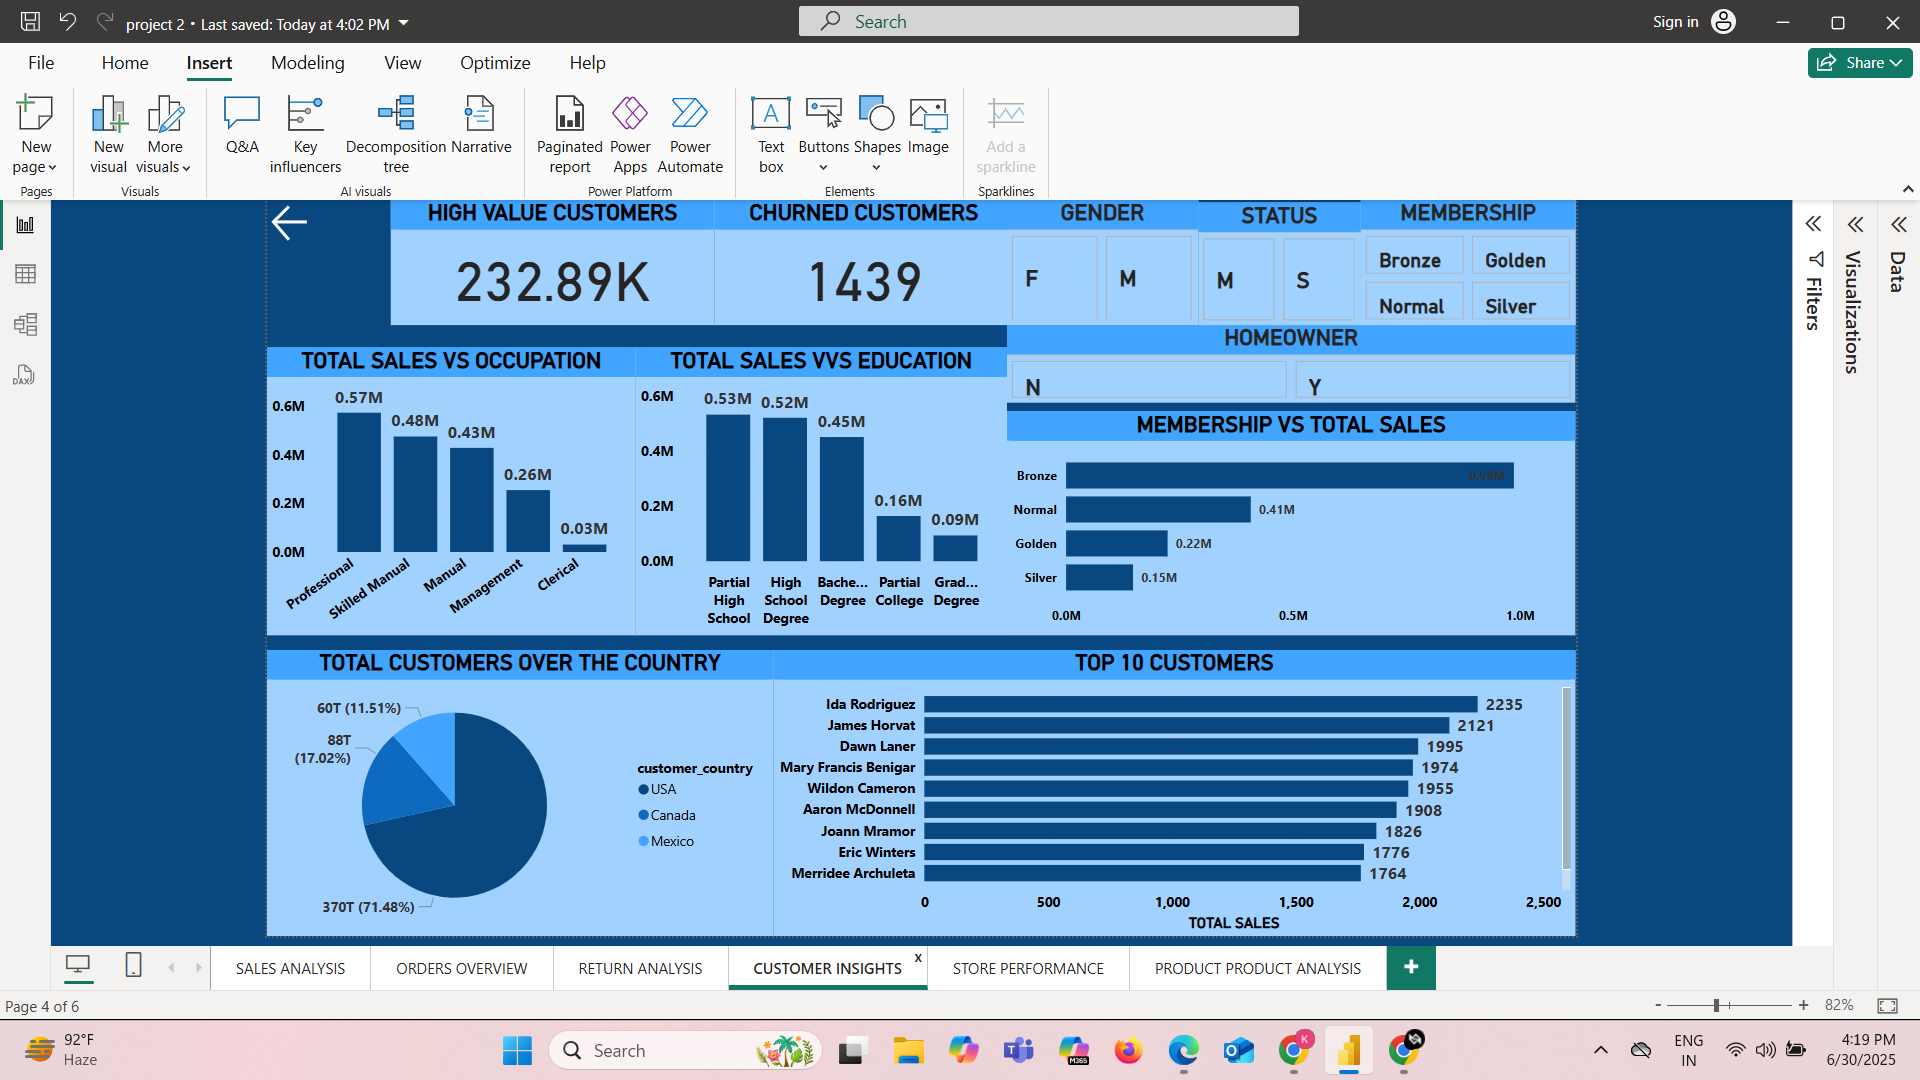 project 2 • Last saved: Today at 4:02 PM
Search
Sign in
File Home Insert Modeling View Optimize Help
Share
New page
New visual
More visuals
Q&A
Key influencers
Decomposition tree
Narrative
Paginated report
Power Apps
Power Automate
Text box
Buttons
Shapes
Image
Add a sparkline
Pages
Visuals
AI visuals
Power Platform
Elements
Sparklines
HIGH VALUE CUSTOMERS
232.89K
CHURNED CUSTOMERS
1439
GENDER
F
M
STATUS
M
S
MEMBERSHIP
Bronze
Golden
Normal
Silver
HOMEOWNER
N
Y
TOTAL SALES VS OCCUPATION
0.6M
0.4M
0.2M
0.0M
0.57M
0.48M
0.43M
0.26M
0.03M
Professional
Skilled Manual
Manual
Management
Clerical
TOTAL SALES VVS EDUCATION
0.6M
0.4M
0.2M
0.0M
0.53M
0.52M
0.45M
0.16M
0.09M
Partial High School
High School Degree
Bache... Degree
Partial College
Grad... Degree
MEMBERSHIP VS TOTAL SALES
Bronze
0.99M
Normal
0.41M
Golden
0.22M
Silver
0.15M
0.0M
0.5M
1.0M
TOTAL CUSTOMERS OVER THE COUNTRY
60T (11.51%)
88T
(17.02%)
370T (71.48%)
customer_country
USA
Canada
Mexico
TOP 10 CUSTOMERS
Ida Rodriguez 2235
James Horvat 2121
Dawn Laner 1995
Mary Francis Benigar 1974
Wildon Cameron 1955
Aaron McDonnell 1908
Joann Mramor 1826
Eric Winters 1776
Merridee Archuleta 1764
0 500 1,000 1,500 2,000 2,500
TOTAL SALES
Filters
Visualizations
Data
DAX
SALES ANALYSIS
ORDERS OVERVIEW
RETURN ANALYSIS
CUSTOMER INSIGHTS
x
STORE PERFORMANCE
PRODUCT PRODUCT ANALYSIS
+
Page 4 of 6
- + 82%
92°F
Haze
Search
M365
K
ENG
IN
4:19 PM
6/30/2025